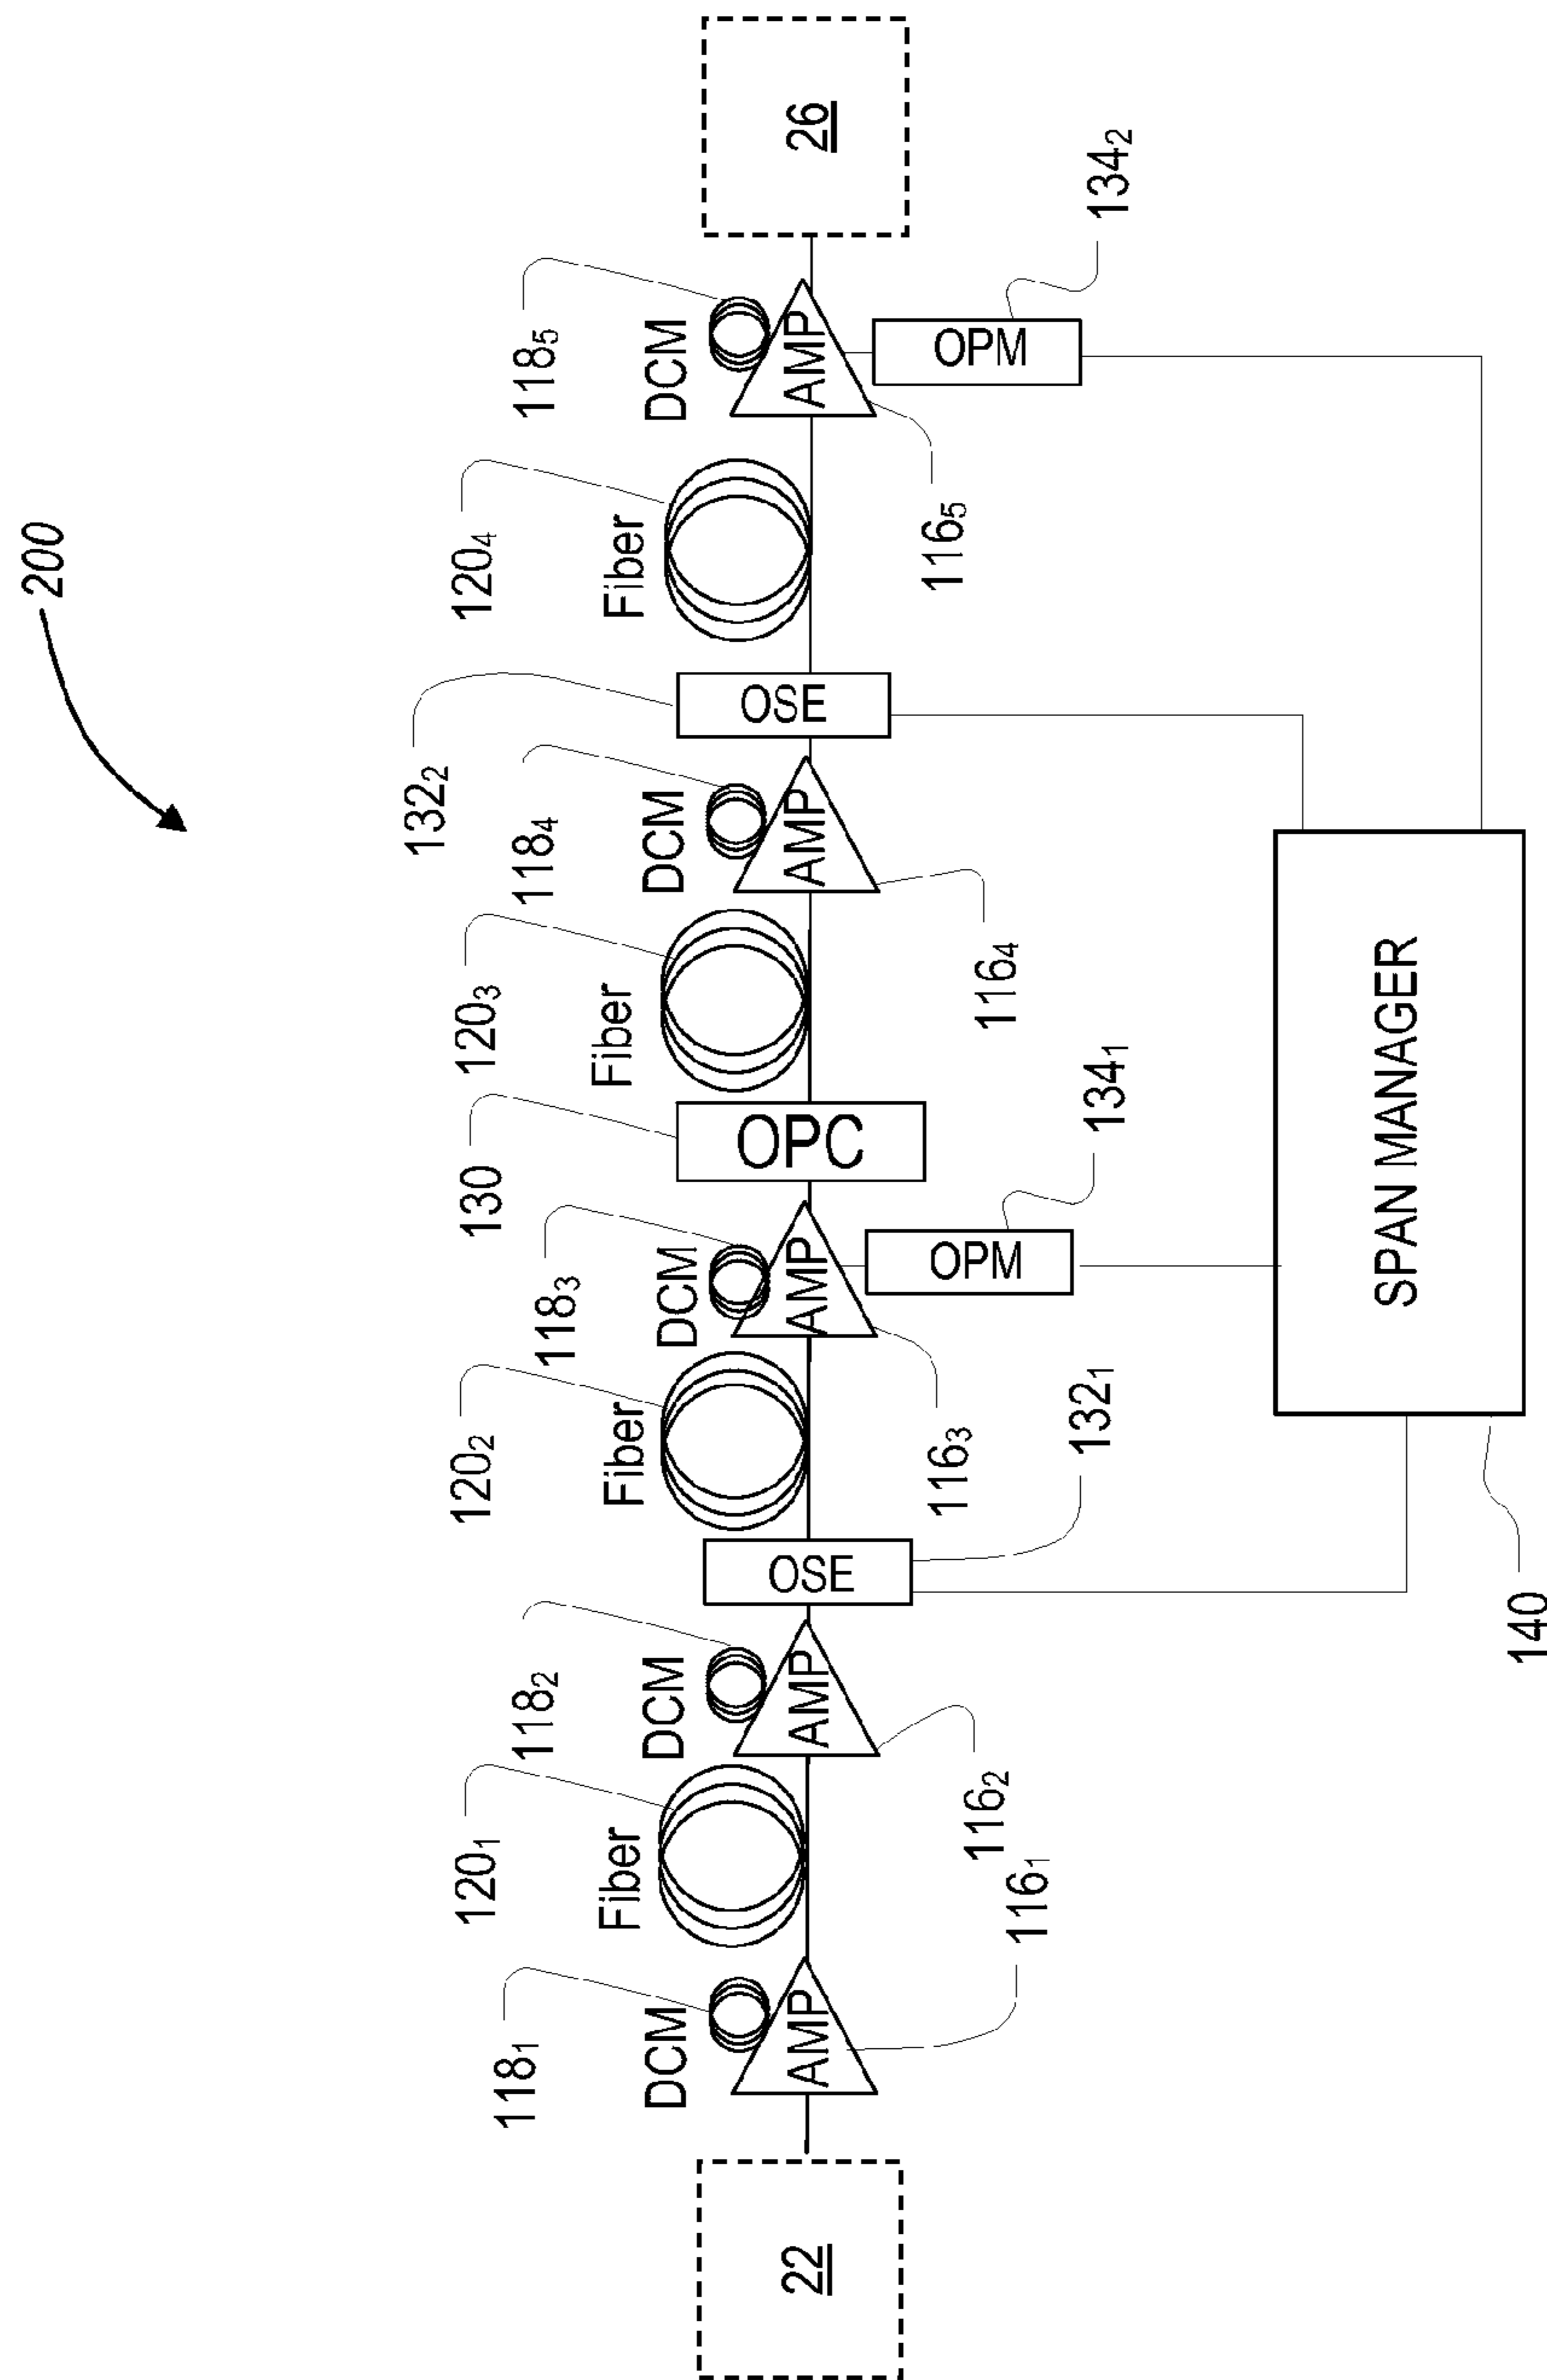 200
118₁
DCM
AMP
116₁
22
120₁
Fiber
118₂
DCM
AMP
116₂
OSE
132₁
120₂
Fiber
118₃
DCM
AMP
116₃
OPM
134₁
130
OPC
120₃
Fiber
118₄
DCM
AMP
116₄
132₂
OSE
120₄
Fiber
118₅
DCM
AMP
116₅
OPM
134₂
26
SPAN MANAGER
140